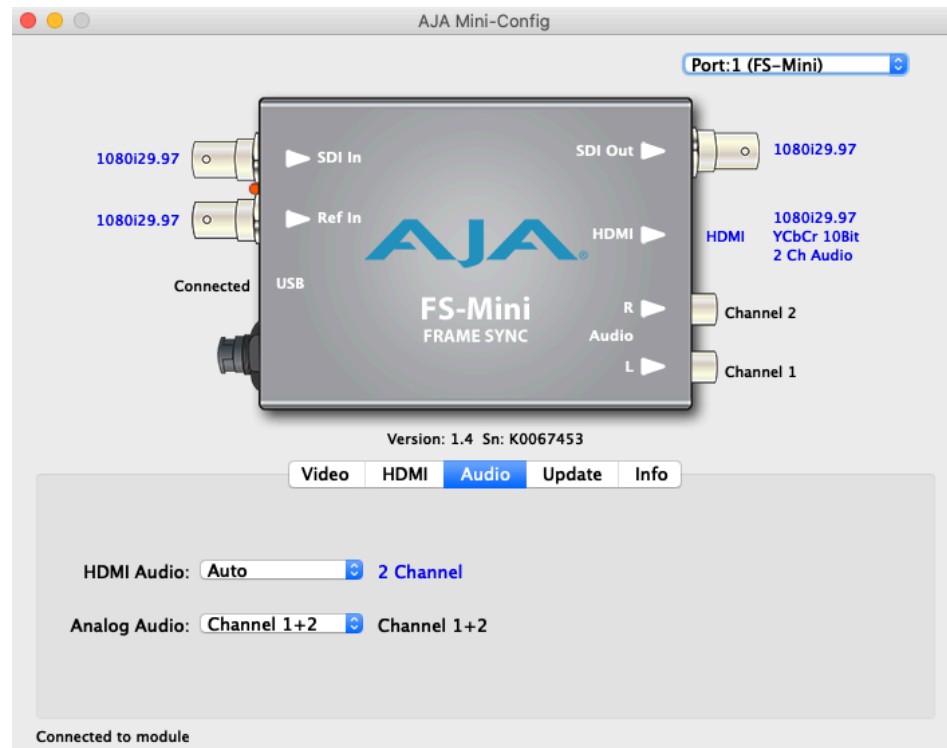 AJA Mini-Config
Port:1 (FS-Mini)
1080i29.97
SDI In
SDI Out
1080i29.97
1080i29.97
Ref In
HDMI
HDMI
1080i29.97
YCbCr 10Bit
2 Ch Audio
AJA
Connected
USB
FS-Mini
FRAME SYNC
R
Audio
L
Channel 2
Channel 1
Version: 1.4 Sn: K0067453
Video HDMI Audio Update Info
HDMI Audio: Auto 2 Channel
Analog Audio: Channel 1+2 Channel 1+2
Connected to module